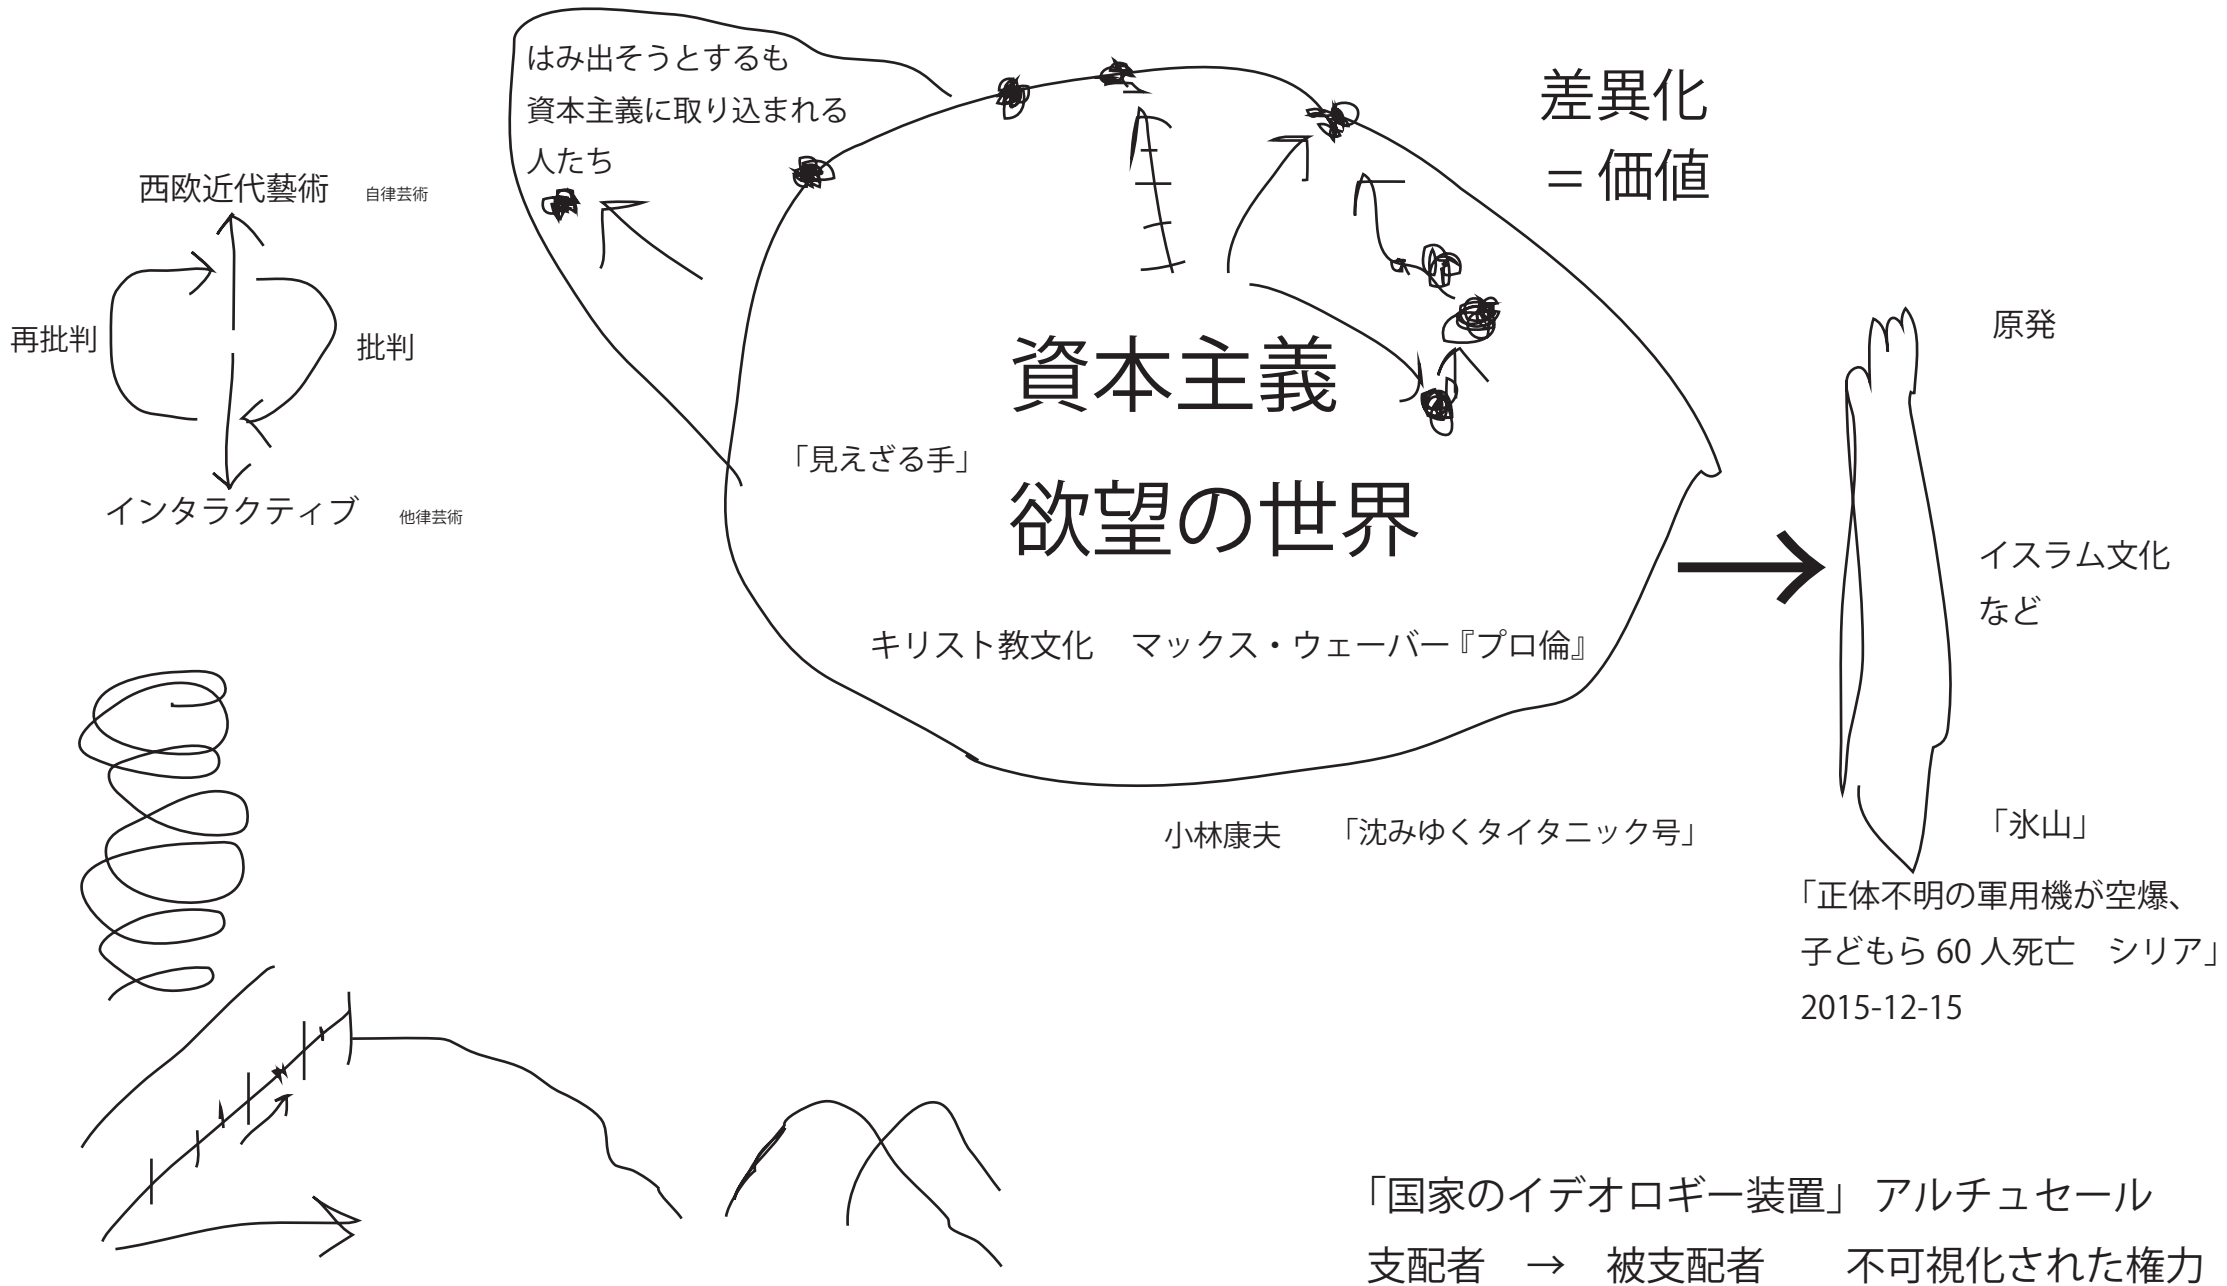 はみ出そうとするも
資本主義に取り込まれる
人たち
差異化
＝価値
西欧近代藝術　自律芸術
再批判
批判
インタラクティブ　他律芸術
資本主義
「見えざる手」
欲望の世界
キリスト教文化　マックス・ウェーバー『プロ倫』
小林康夫　「沈みゆくタイタニック号」
原発
イスラム文化
など
「氷山」
「正体不明の軍用機が空爆、
子どもら 60 人死亡　シリア」
2015-12-15
「国家のイデオロギー装置」 アルチュセール
支配者　→　被支配者　　不可視化された権力